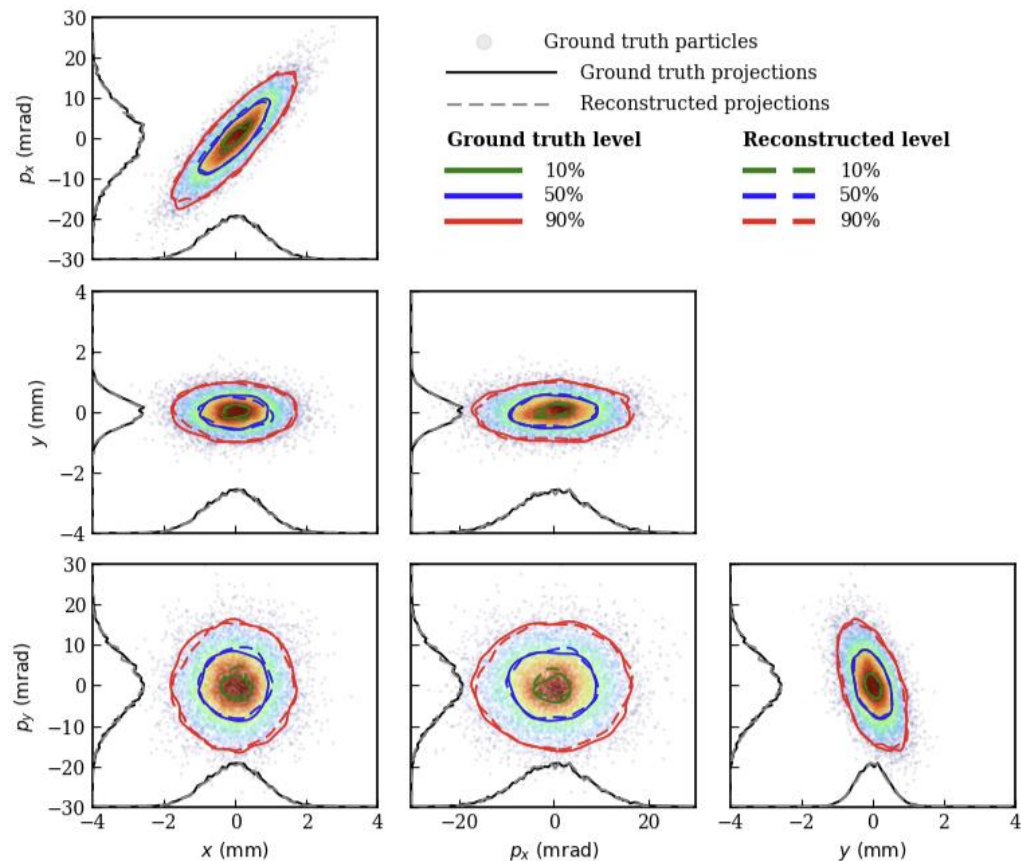 30
20
10
0
−10
−20
−30
p_x (mrad)
Ground truth particles
Ground truth projections
Reconstructed projections
Ground truth level
10%
50%
90%
Reconstructed level
10%
50%
90%
4
2
0
−2
−4
y (mm)
30
20
10
0
−10
−20
−30
p_y (mrad)
−4 −2 0 2 4
x (mm)
−20 0 20
p_x (mrad)
−4 −2 0 2 4
y (mm)